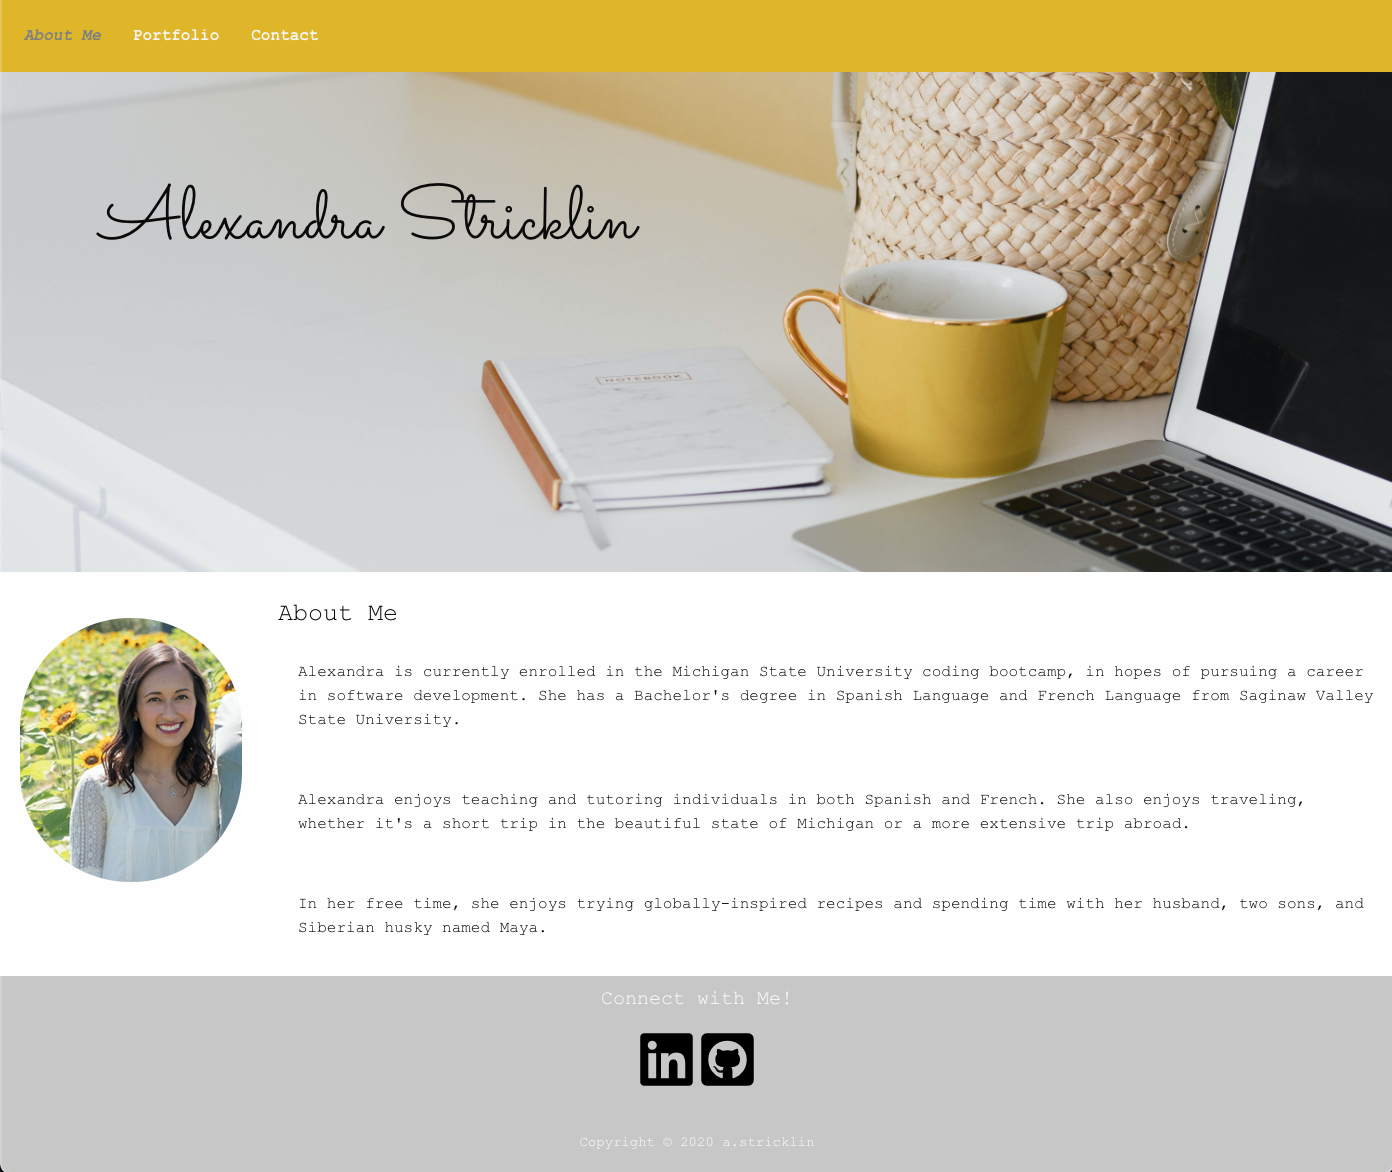 About Me Portfolio Contact
Alexandra Stricklin
NOTEBOOK
About Me
Alexandra is currently enrolled in the Michigan State University coding bootcamp, in hopes of pursuing a career
in software development. She has a Bachelor's degree in Spanish Language and French Language from Saginaw Valley
State University.
Alexandra enjoys teaching and tutoring individuals in both Spanish and French. She also enjoys traveling,
whether it's a short trip in the beautiful state of Michigan or a more extensive trip abroad.
In her free time, she enjoys trying globally-inspired recipes and spending time with her husband, two sons, and
Siberian husky named Maya.
Connect with Me!
in
Copyright © 2020 a.stricklin